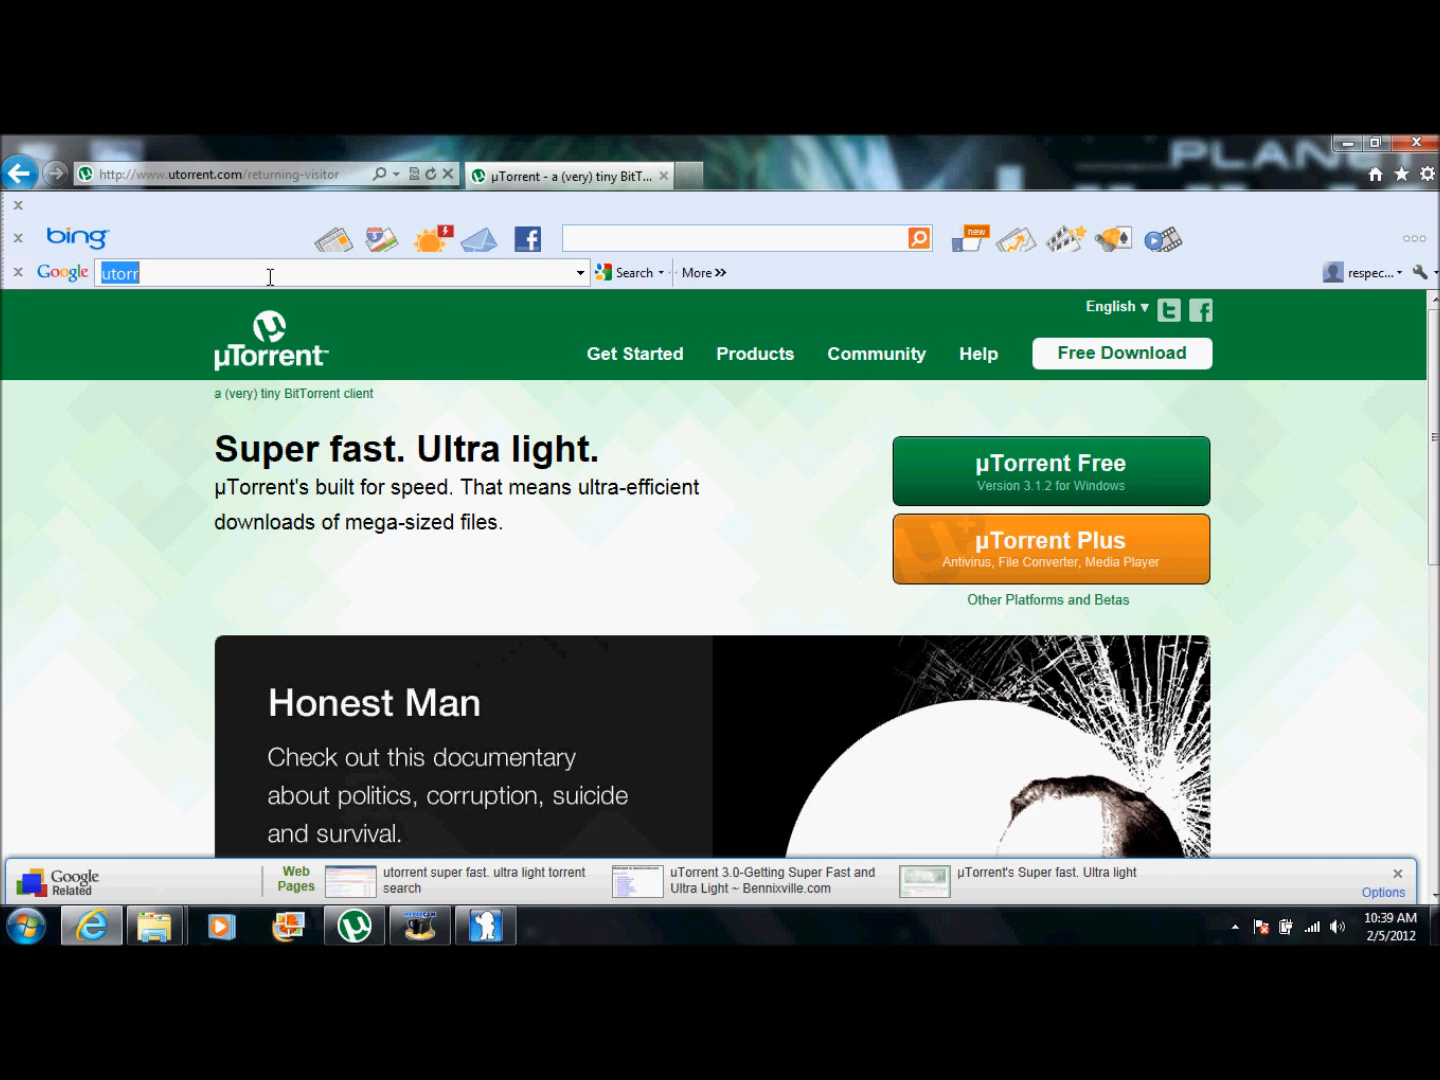 PLAN
http://www.utorrent.com/returning-visitor
µTorrent - a (very) tiny BitT...
bing
new
Google
utorr
Search
More »
respec...
English ▾
µTorrent™
Get Started
Products
Community
Help
Free Download
a (very) tiny BitTorrent client
Super fast. Ultra light.
µTorrent's built for speed. That means ultra-efficient
downloads of mega-sized files.
µTorrent Free
Version 3.1.2 for Windows
µTorrent Plus
Antivirus, File Converter, Media Player
Other Platforms and Betas
Honest Man
Check out this documentary
about politics, corruption, suicide
and survival.
Google
Related
Web
Pages
utorrent super fast. ultra light torrent
search
uTorrent 3.0-Getting Super Fast and
Ultra Light ~ Bennixville.com
µTorrent's Super fast. Ultra light
Options
10:39 AM
2/5/2012